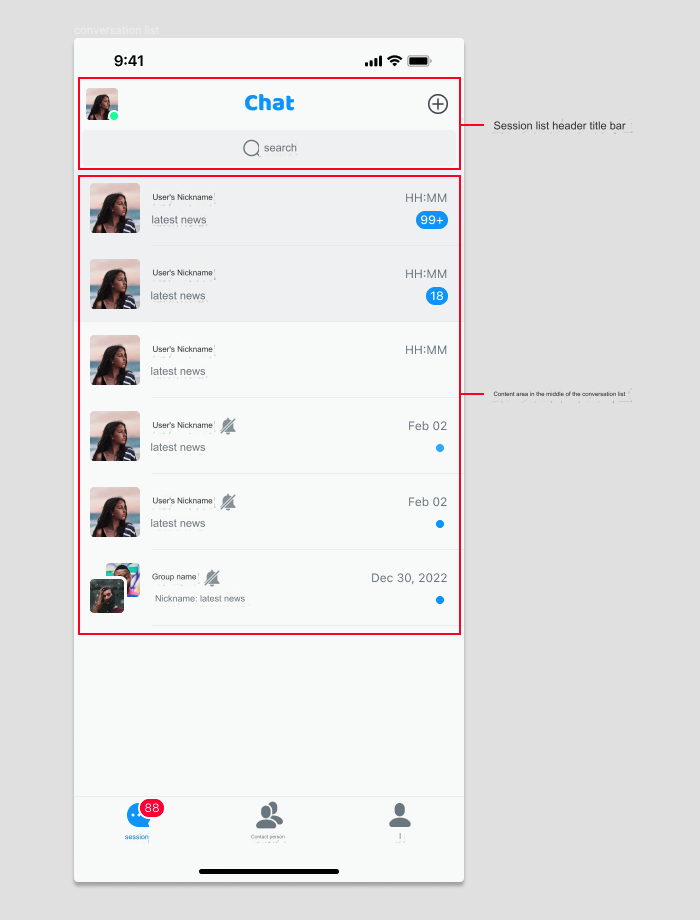 conversation list
9:41
Chat
Session list header title bar
search
User's Nickname
HH:MM
latest news
99+
User's Nickname
HH:MM
latest news
18
User's Nickname
HH:MM
latest news
Content area in the middle of the conversation list
User's Nickname
Feb 02
latest news
User's Nickname
Feb 02
latest news
Group name
Dec 30, 2022
Nickname: latest news
88
session
Contact person
I